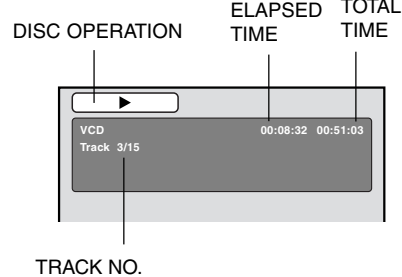 DISC OPERATION
ELAPSED TIME
TOTAL TIME
VCD 00:08:32 00:51:03
Track 3/15
TRACK NO.